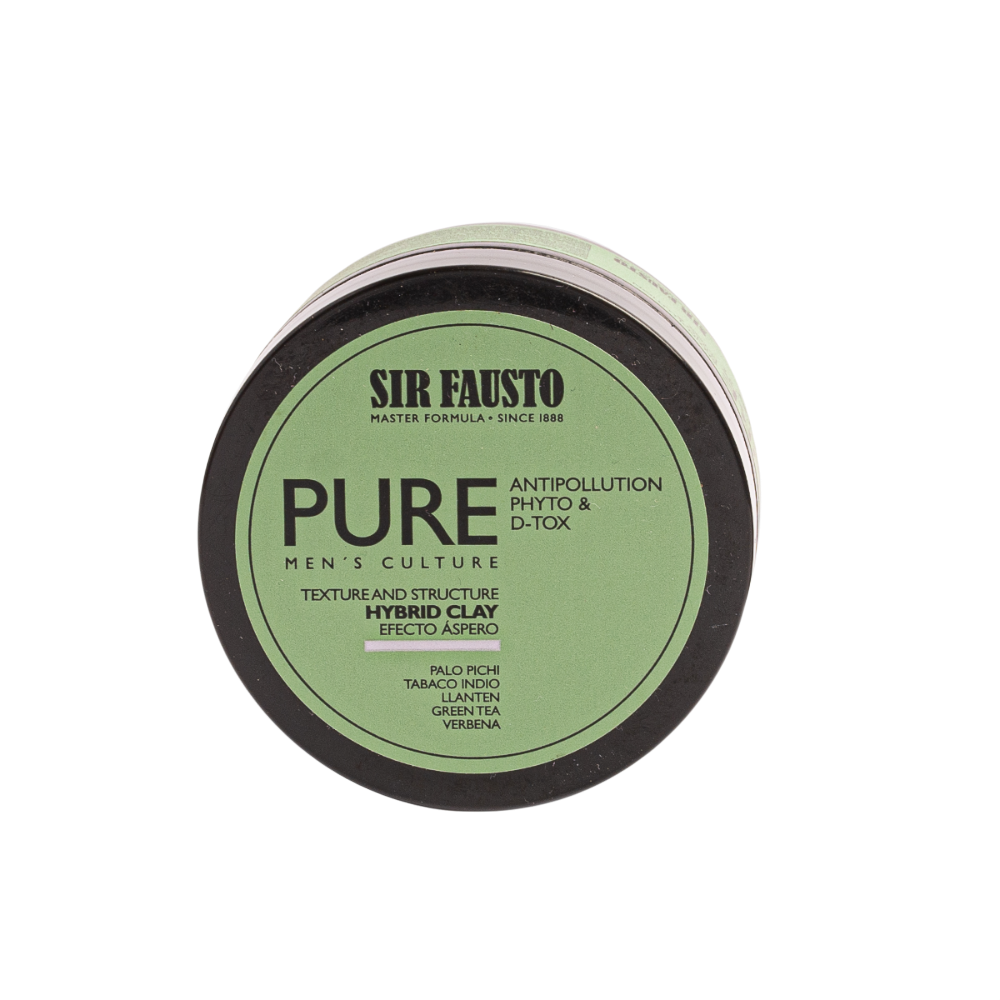 SIR FAUSTO
MASTER FORMULA • SINCE 1888
PURE
MEN´S CULTURE
ANTIPOLLUTION
PHYTO &
D-TOX
TEXTURE AND STRUCTURE
HYBRID CLAY
EFECTO ÁSPERO
PALO PICHI
TABACO INDIO
LLANTEN
GREEN TEA
VERBENA